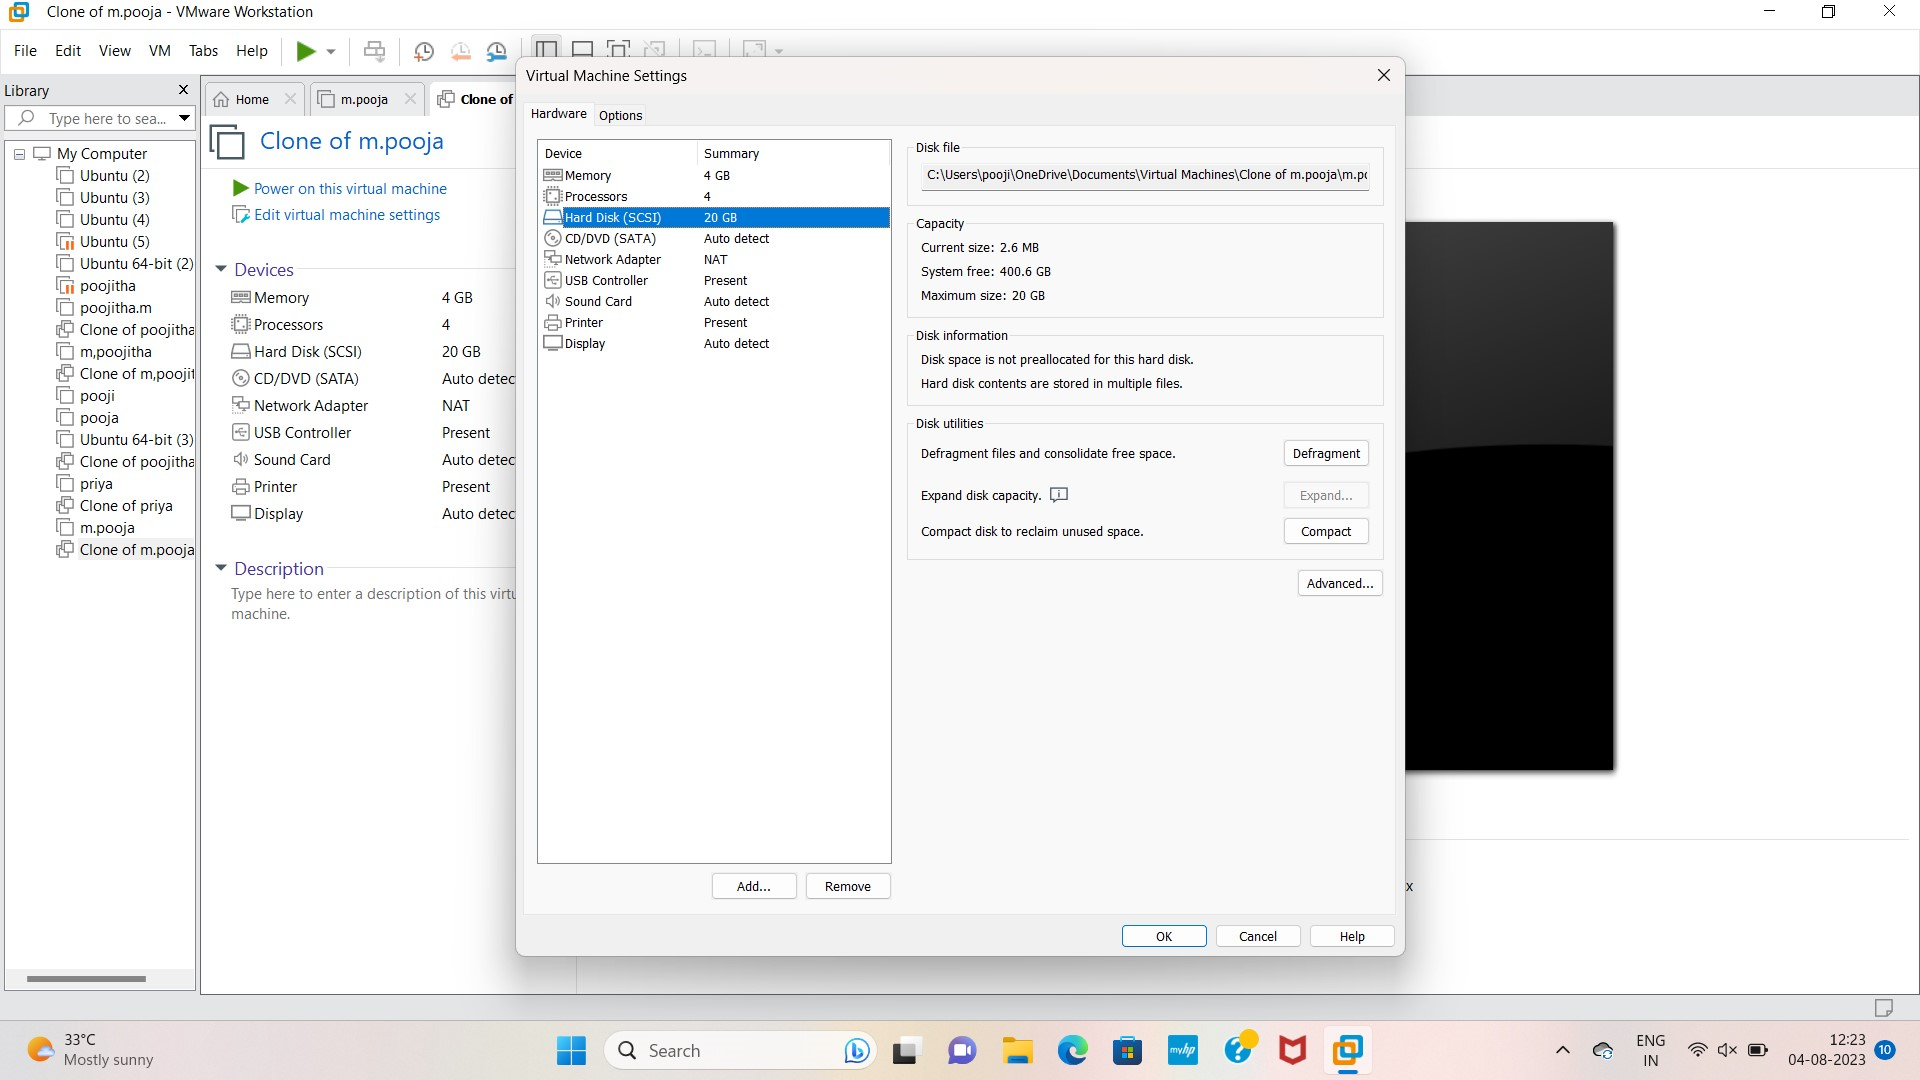 Clone of m.pooja - VMware Workstation
File Edit View VM Tabs Help
Library
Type here to sea...
My Computer
Ubuntu (2)
Ubuntu (3)
Ubuntu (4)
Ubuntu (5)
Ubuntu 64-bit (2)
poojitha
poojitha.m
Clone of poojitha
m,poojitha
Clone of m,poojit
pooji
pooja
Ubuntu 64-bit (3)
Clone of poojitha
priya
Clone of priya
m.pooja
Clone of m.pooja
Home m.pooja Clone of
Clone of m.pooja
Power on this virtual machine
Edit virtual machine settings
Devices
Memory 4 GB
Processors 4
Hard Disk (SCSI) 20 GB
CD/DVD (SATA) Auto detec
Network Adapter NAT
USB Controller Present
Sound Card Auto detec
Printer Present
Display Auto detec
Description
Type here to enter a description of this virtu
machine.
Virtual Machine Settings
Hardware Options
Device Summary
Memory 4 GB
Processors 4
Hard Disk (SCSI) 20 GB
CD/DVD (SATA) Auto detect
Network Adapter NAT
USB Controller Present
Sound Card Auto detect
Printer Present
Display Auto detect
Add... Remove
Disk file
C:\Users\pooji\OneDrive\Documents\Virtual Machines\Clone of m.pooja\m.po
Capacity
Current size: 2.6 MB
System free: 400.6 GB
Maximum size: 20 GB
Disk information
Disk space is not preallocated for this hard disk.
Hard disk contents are stored in multiple files.
Disk utilities
Defragment files and consolidate free space. Defragment
Expand disk capacity. Expand...
Compact disk to reclaim unused space. Compact
Advanced...
OK Cancel Help
x
33°C
Mostly sunny
Search
myhp
ENG
IN
12:23
04-08-2023
10